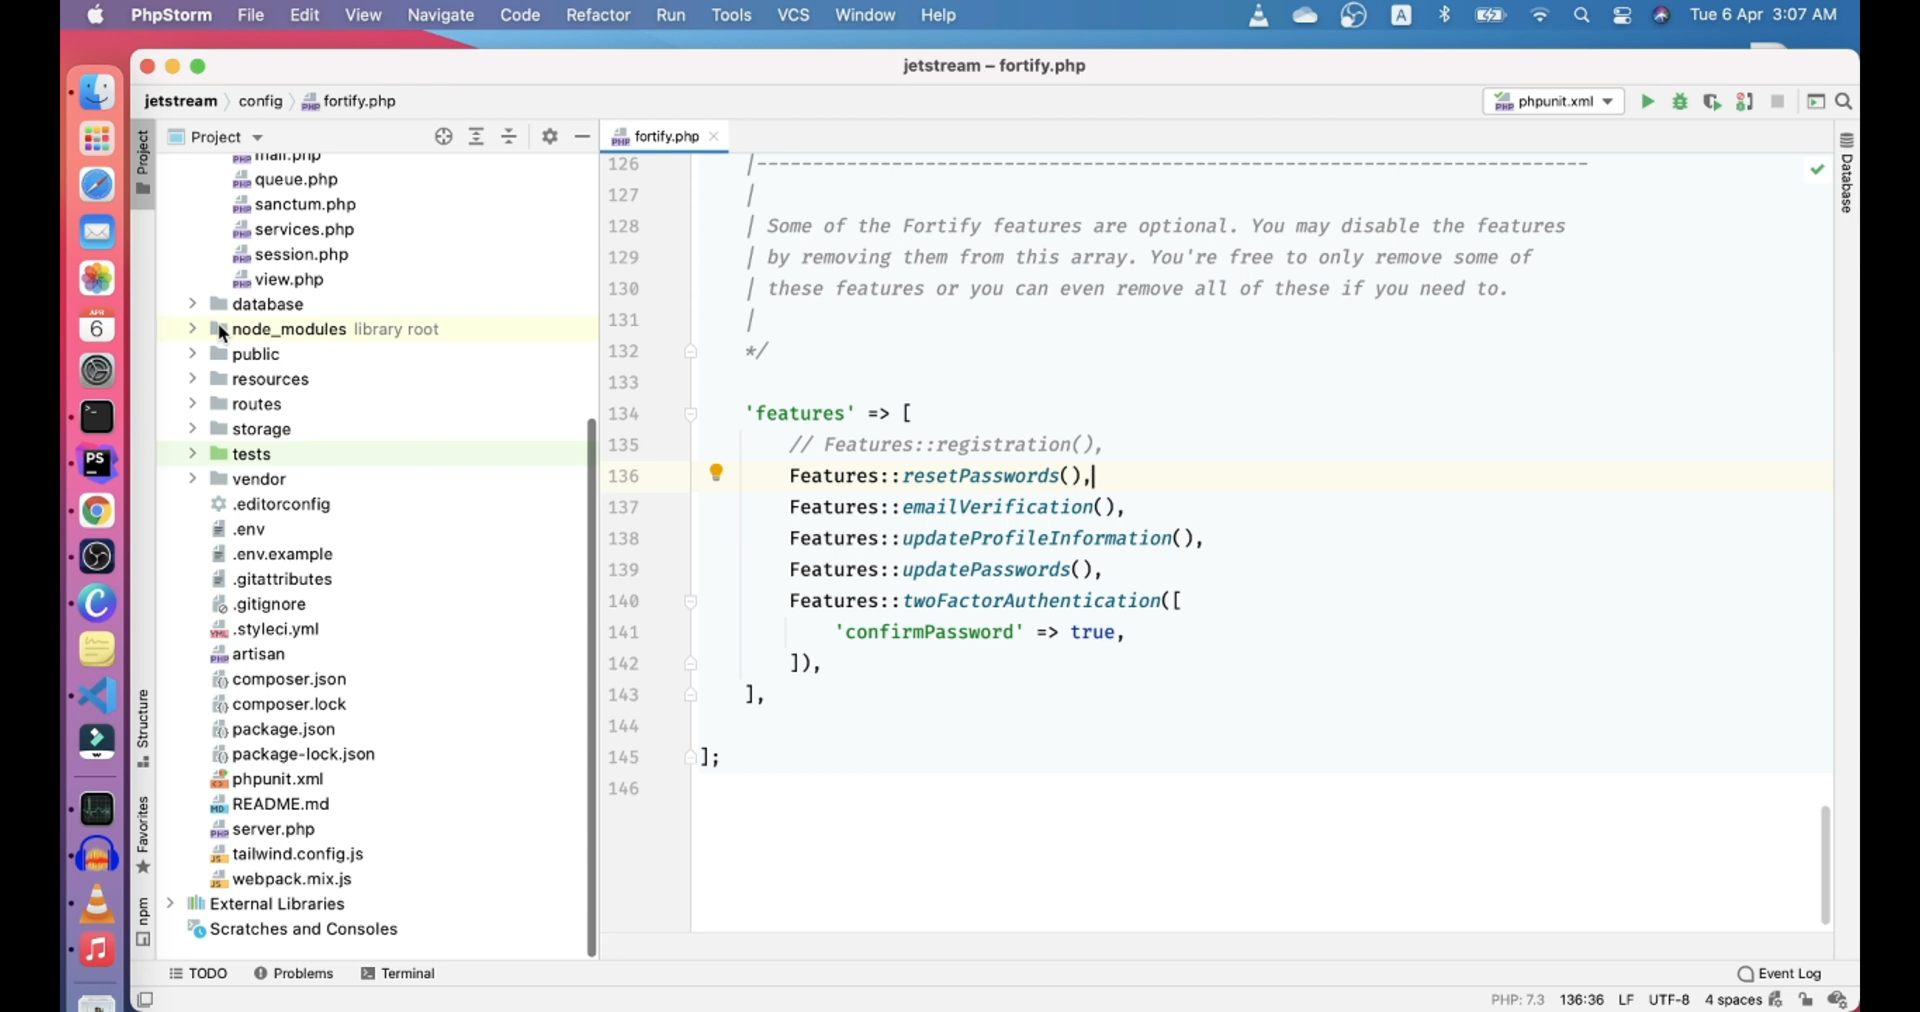 PhpStorm File Edit View Navigate Code Refactor Run Tools VCS Window Help A Tue 6 Apr 3:07 AM
jetstream – fortify.php
jetstream config fortify.php phpunit.xml
Project
Project
fortify.php
Database
mail.php
queue.php
sanctum.php
services.php
session.php
view.php
database
node_modules library root
public
resources
routes
storage
tests
vendor
.editorconfig
.env
.env.example
.gitattributes
.gitignore
.styleci.yml
artisan
composer.json
composer.lock
package.json
package-lock.json
phpunit.xml
README.md
server.php
tailwind.config.js
webpack.mix.js
External Libraries
Scratches and Consoles
Structure
Favorites
npm
APR
6
PS
126 |--------------------------------------------------------------------------
127 |
128 | Some of the Fortify features are optional. You may disable the features
129 | by removing them from this array. You're free to only remove some of
130 | these features or you can even remove all of these if you need to.
131 |
132 */
133
134 'features' => [
135 // Features::registration(),
136 Features::resetPasswords(),
137 Features::emailVerification(),
138 Features::updateProfileInformation(),
139 Features::updatePasswords(),
140 Features::twoFactorAuthentication([
141 'confirmPassword' => true,
142 ]),
143 ],
144
145 ];
146
TODO Problems Terminal Event Log
PHP: 7.3 136:36 LF UTF-8 4 spaces